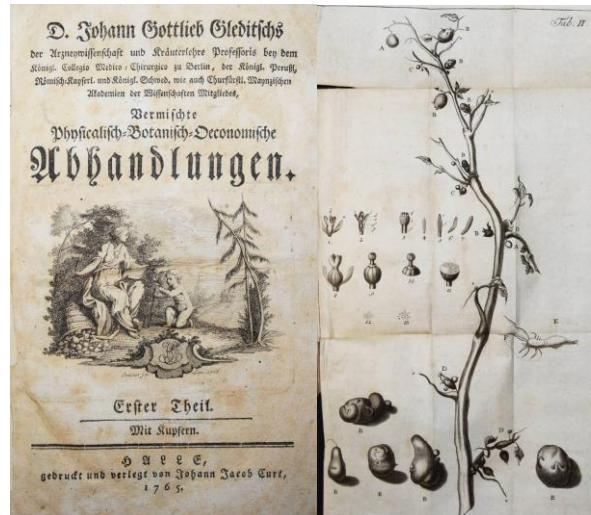 D. Johann Gottlieb Gleditschs
der Arzneywissenschaft und Kräuterlehre Professoris bey dem
Königl. Collegio Medico-Chirurgico zu Berlin, der Königl. Preußl.
Römisch-Kayserl. und Königl. Schwed. wie auch Churfürstl. Maynzischen
Akademien der Wissenschaften Mitgliedes,
Vermischte
Physicalisch-Botanisch-Oeconomische
Abhandlungen.
Erster Theil.
Mit Kupfern.
HALLE,
gedruckt und verlegt von Johann Jacob Curt,
1765.
Tab. II
A
B
B
B
C
C
D
B
E
D
D
B
B
B
B
B